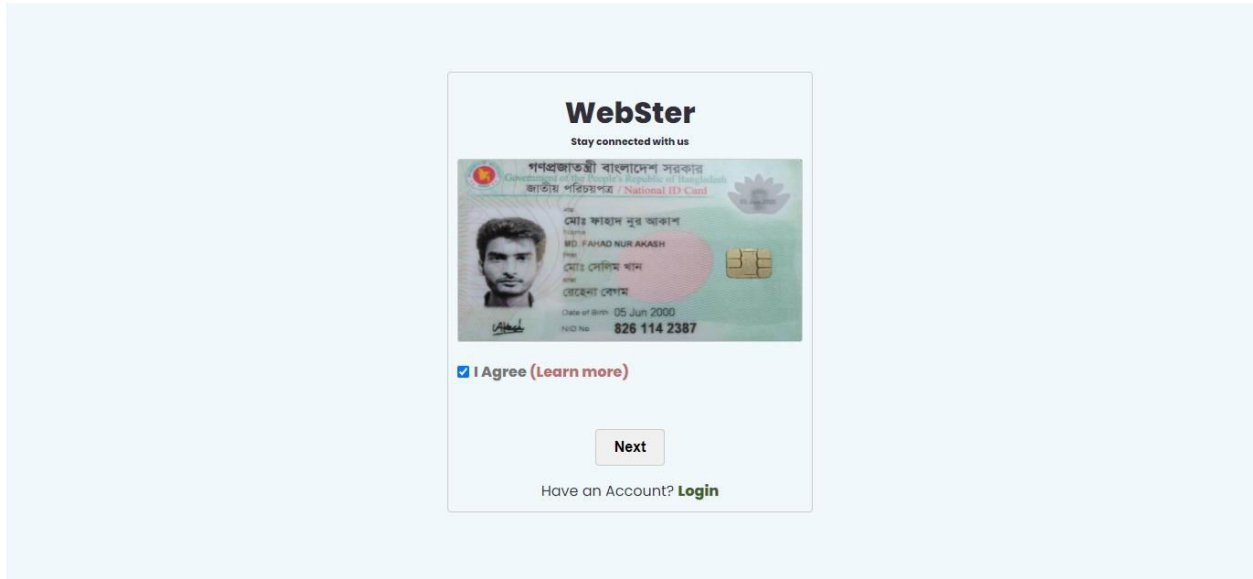 WebSter
Stay connected with us
গণপ্রজাতন্ত্রী বাংলাদেশ সরকার
Government of the People's Republic of Bangladesh
জাতীয় পরিচয়পত্র / National ID Card
নাম
মোঃ ফাহাদ নুর আকাশ
Name
MD. FAHAD NUR AKASH
পিতা
মোঃ সেলিম খান
মাতা
রেহেনা বেগম
Date of Birth 05 Jun 2000
NID No 826 114 2387
I Agree (Learn more)
Next
Have an Account? Login